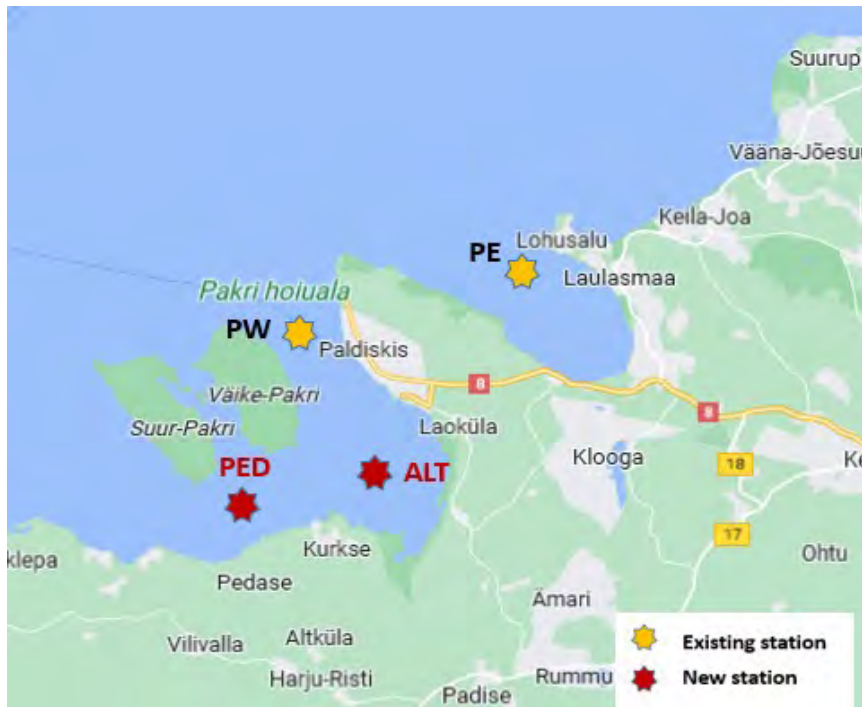 Suurup
Vääna-Jõesuu
Keila-Joa
Lohusalu
PE
Laulasmaa
Pakri hoiuala
PW
Paldiskis
8
Väike-Pakri
Suur-Pakri
Laoküla
8
Klooga
18
Ke
PED
ALT
17
Kurkse
Ohtu
klepa
Pedase
Ämari
Vilivalla
Altküla
Harju-Risti
Rummu
Padise
Existing station
New station